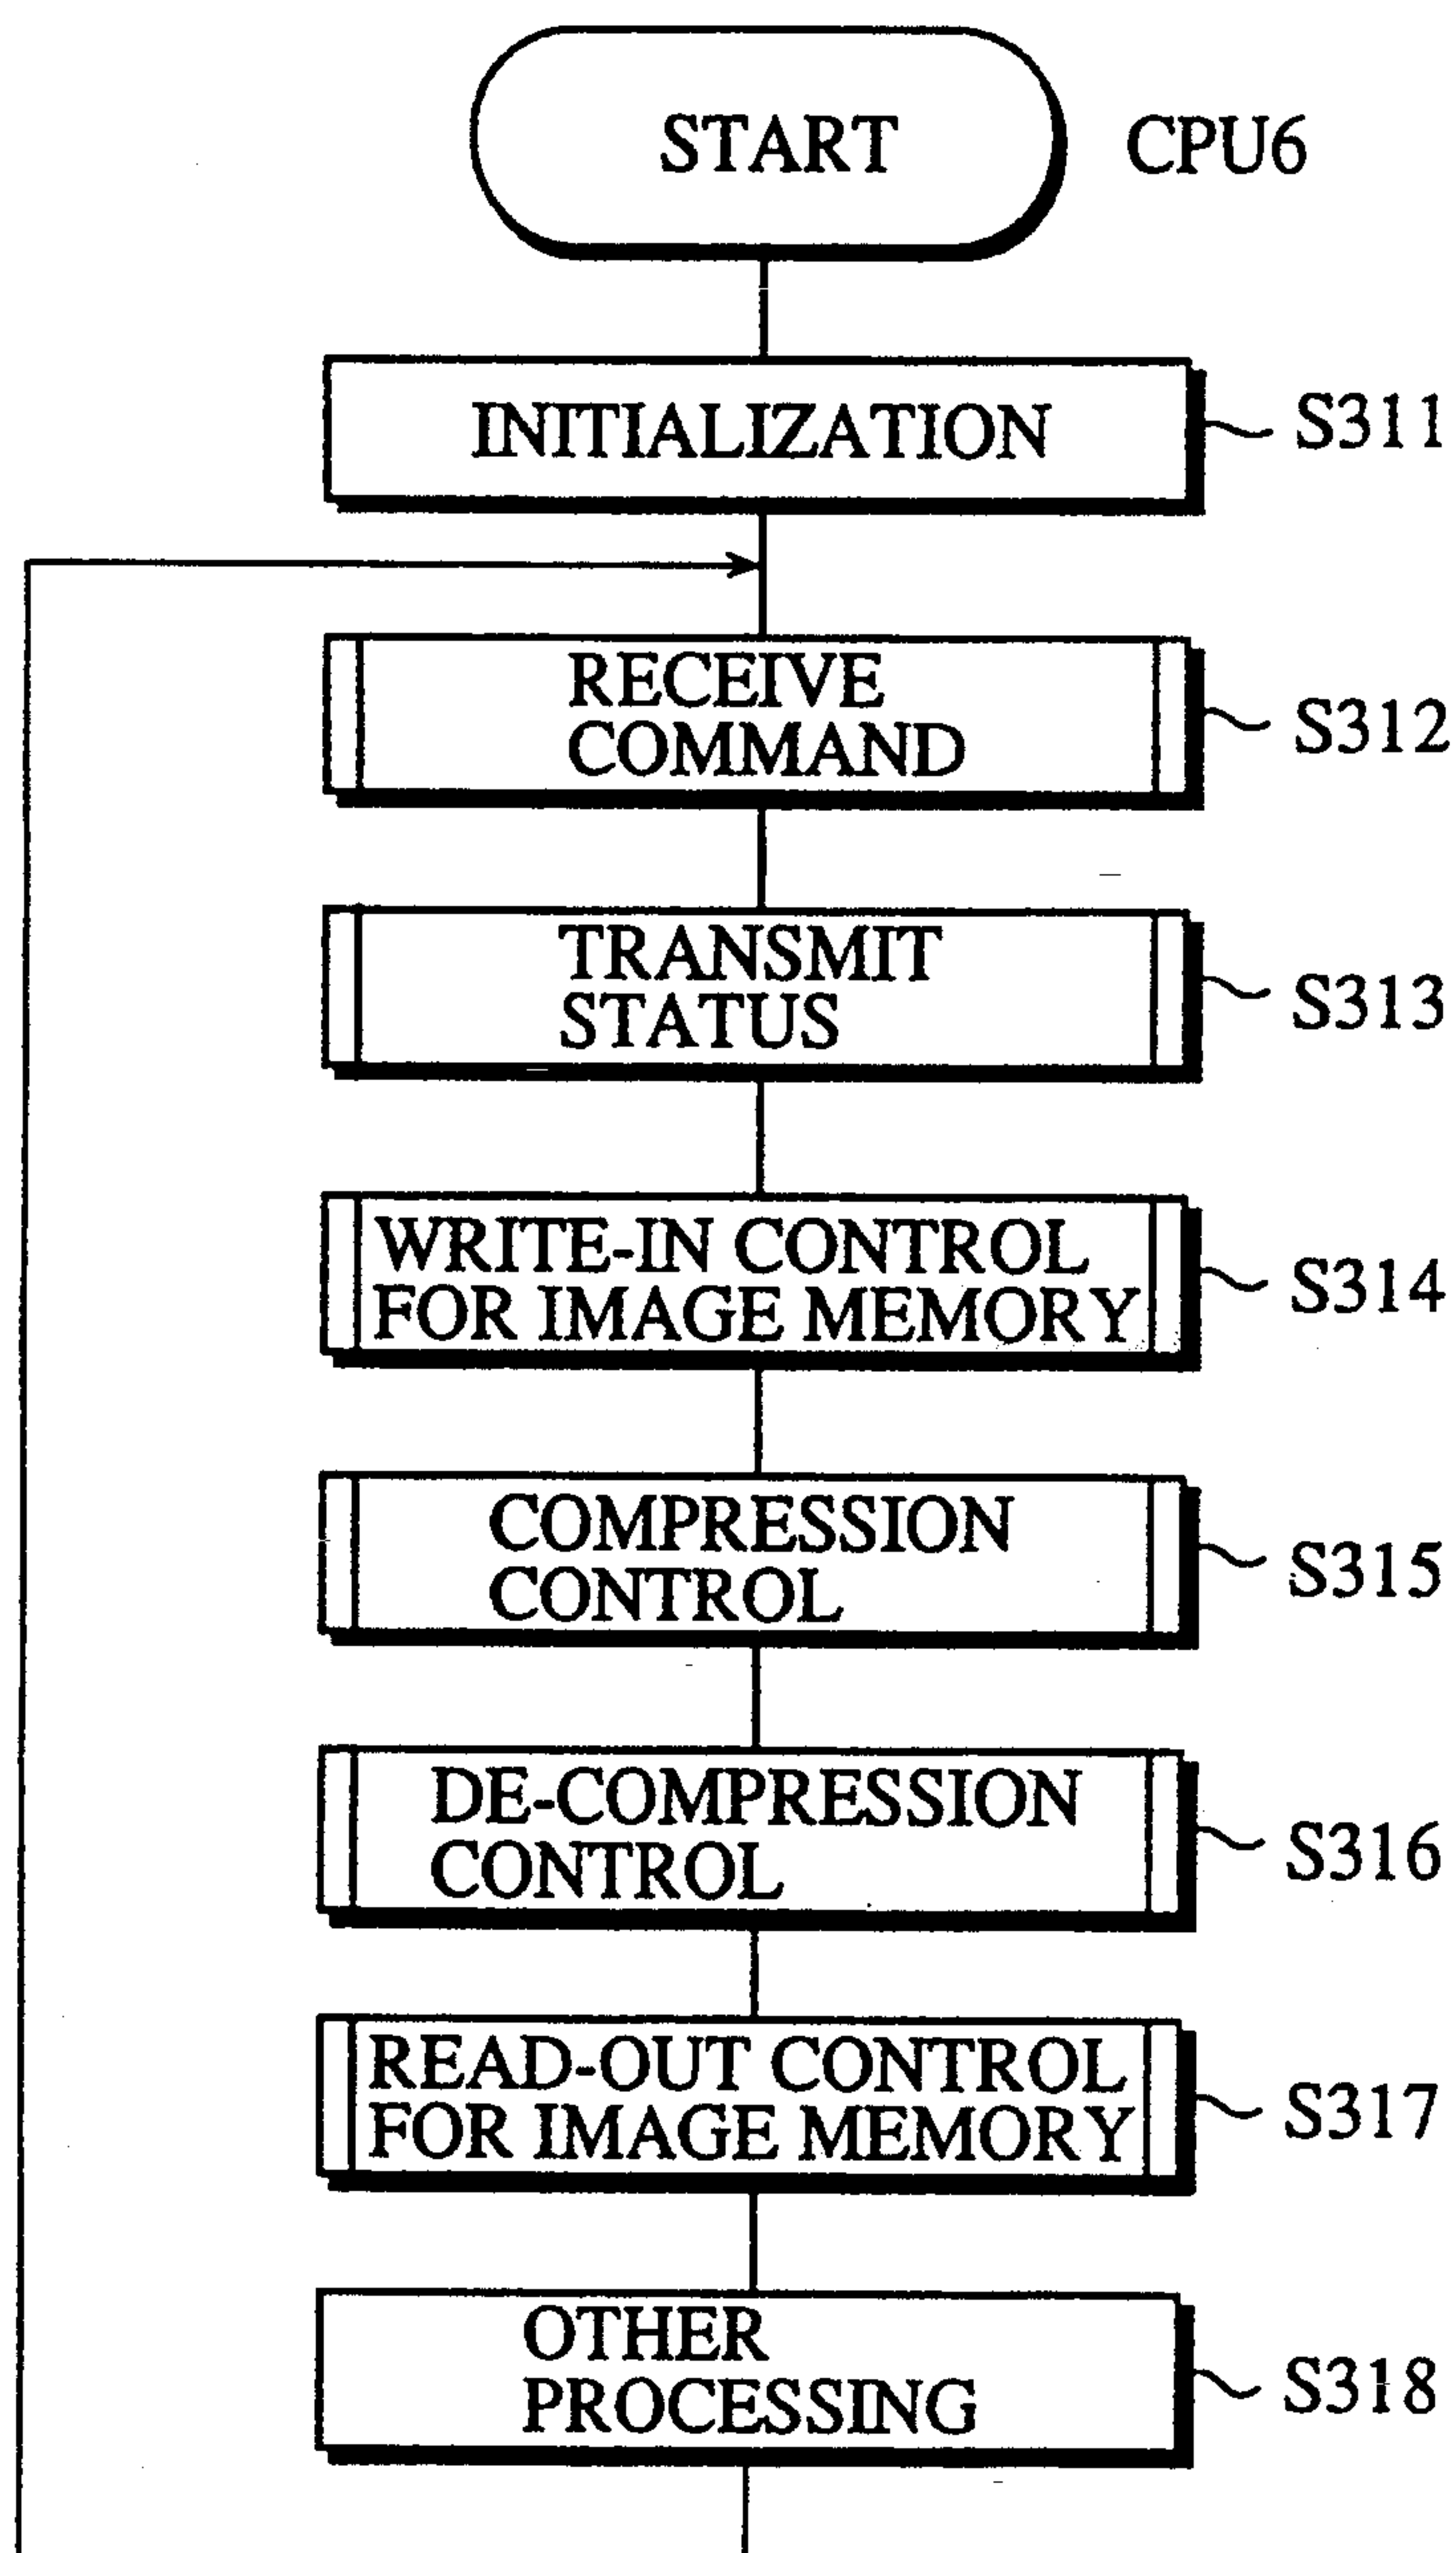 START
CPU6
INITIALIZATION
S311
RECEIVE
COMMAND
S312
TRANSMIT
STATUS
S313
WRITE-IN CONTROL
FOR IMAGE MEMORY
S314
COMPRESSION
CONTROL
S315
DE-COMPRESSION
CONTROL
S316
READ-OUT CONTROL
FOR IMAGE MEMORY
S317
OTHER
PROCESSING
S318